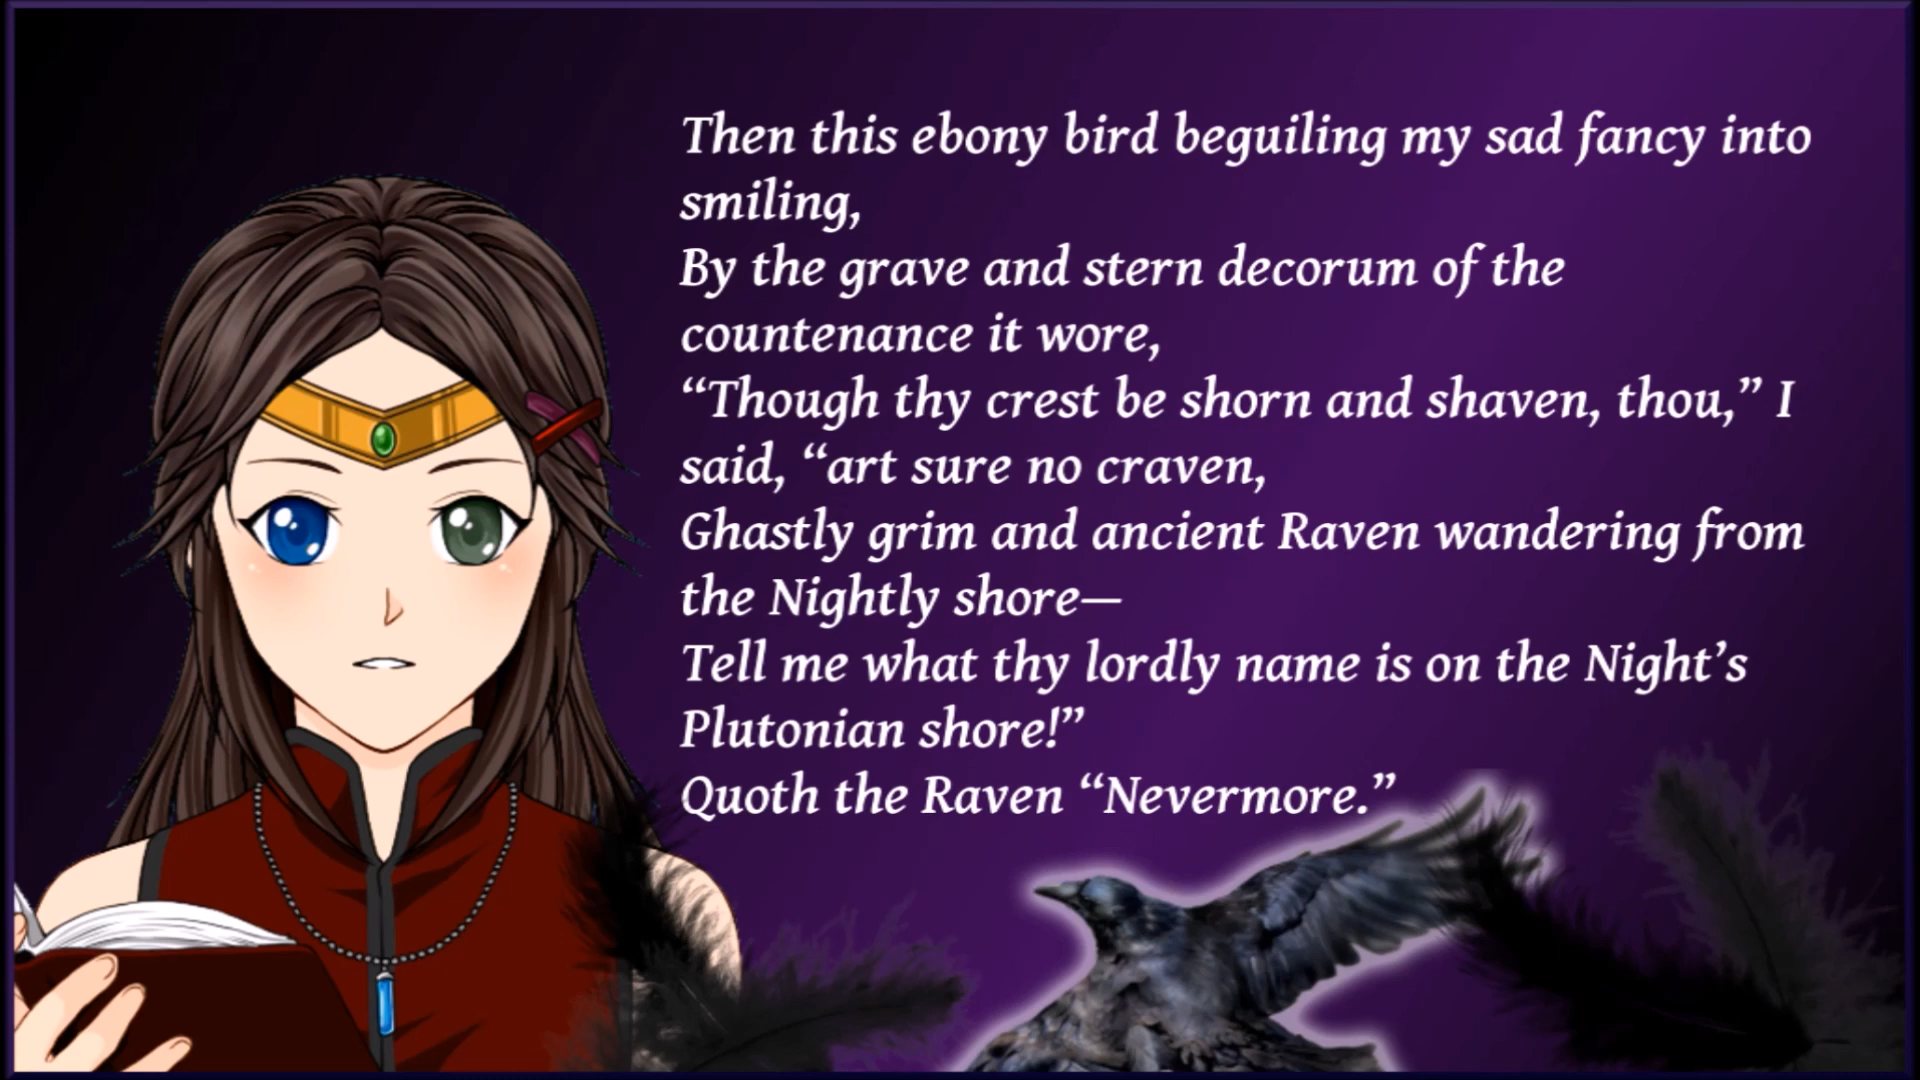 Then this ebony bird beguiling my sad fancy into
smiling,
By the grave and stern decorum of the
countenance it wore,
“Though thy crest be shorn and shaven, thou,” I
said, “art sure no craven,
Ghastly grim and ancient Raven wandering from
the Nightly shore—
Tell me what thy lordly name is on the Night’s
Plutonian shore!”
Quoth the Raven “Nevermore.”